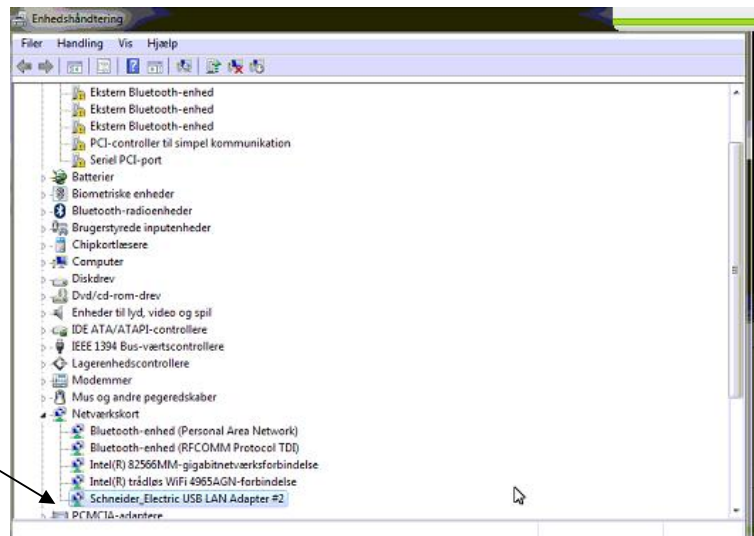 Enhedshåndtering
Filer Handling Vis Hjælp
Ekstern Bluetooth-enhed
Ekstern Bluetooth-enhed
Ekstern Bluetooth-enhed
PCI-controller til simpel kommunikation
Seriel PCI-port
Batterier
Biometriske enheder
Bluetooth-radioenheder
Brugerstyrede inputenheder
Chipkortlæsere
Computer
Diskdrev
Dvd/cd-rom-drev
Enheder til lyd, video og spil
IDE ATA/ATAPI-controllere
IEEE 1394 Bus-værtscontrollere
Lagerenhedscontrollere
Modemmer
Mus og andre pegeredskaber
Netværkskort
Bluetooth-enhed (Personal Area Network)
Bluetooth-enhed (RFCOMM Protocol TDI)
Intel(R) 82566MM-gigabitnetværksforbindelse
Intel(R) trådløs WiFi 4965AGN-forbindelse
Schneider_Electric USB LAN Adapter #2
PCMCIA-adaptere